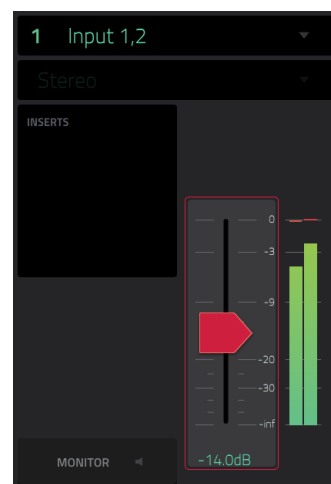 1 Input 1,2
Stereo
INSERTS
0
-3
-9
-20
-30
-inf
MONITOR
-14.0dB